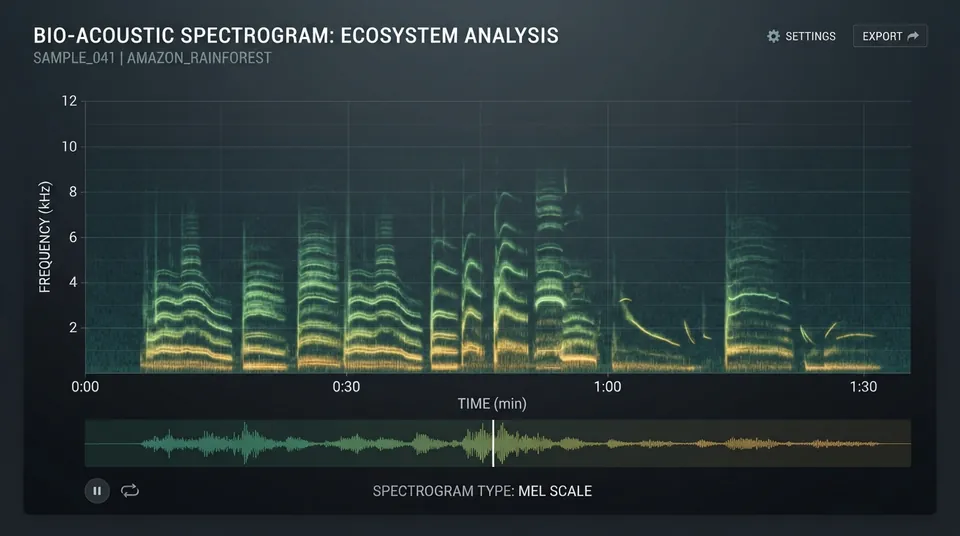 BIO-ACOUSTIC SPECTROGRAM: ECOSYSTEM ANALYSIS
SAMPLE_041 | AMAZON_RAINFOREST
SETTINGS
EXPORT
12
10
8
6
4
2
FREQUENCY (kHz)
0:00 0:30 1:00 1:30
TIME (min)
SPECTROGRAM TYPE: MEL SCALE